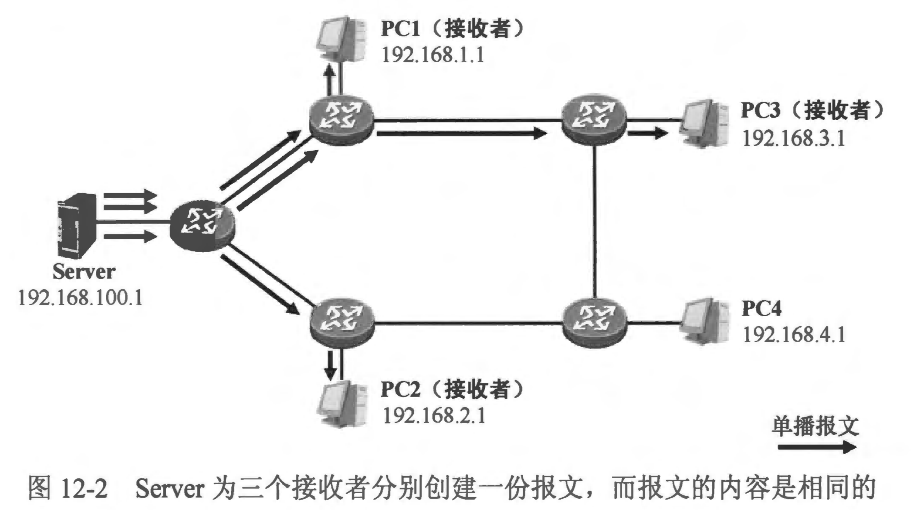 PC1（接收者）
192.168.1.1
PC3（接收者）
192.168.3.1
Server
192.168.100.1
PC4
192.168.4.1
PC2（接收者）
192.168.2.1
单播报文
图 12-2 Server 为三个接收者分别创建一份报文，而报文的内容是相同的